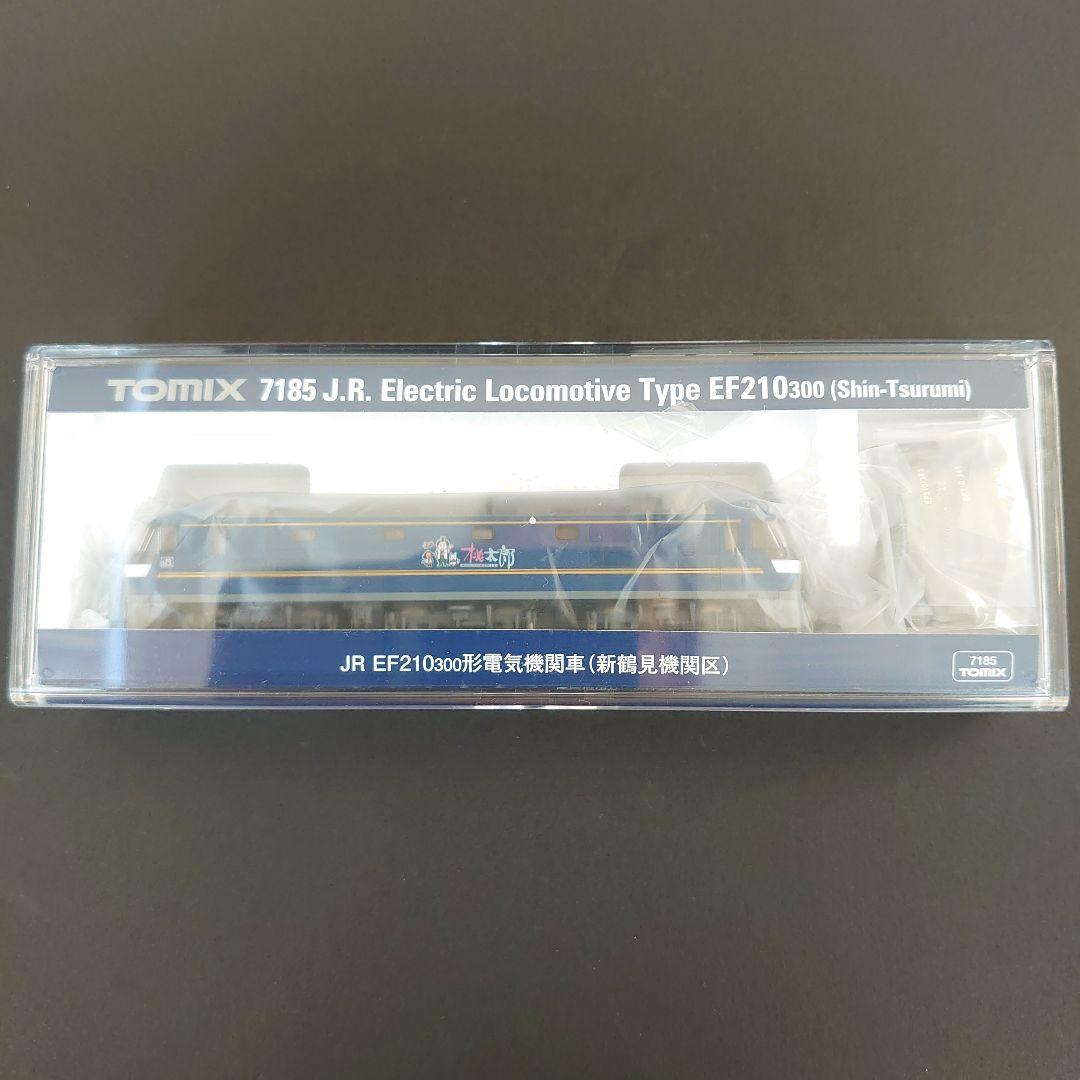 TOMIX 7185 J.R. Electric Locomotive Type EF210300 (Shin-Tsurumi)
桃太郎
JR EF210300形電気機関車(新鶴見機関区)
7185
TOMIX